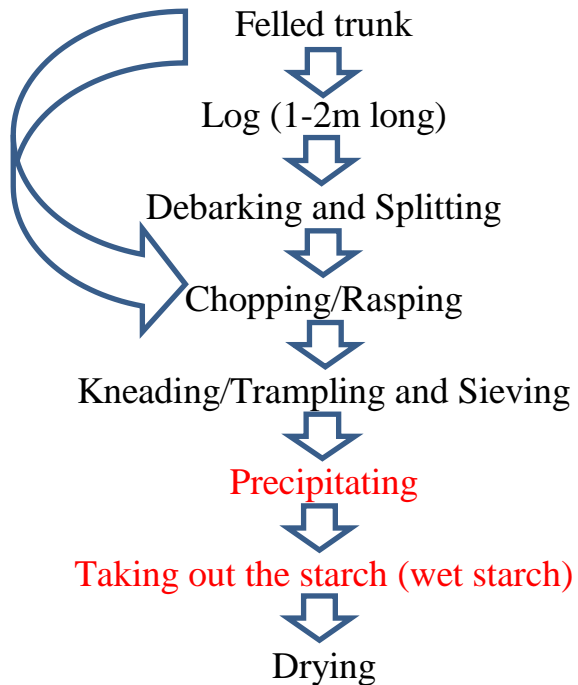 Felled trunk
Log (1-2m long)
Debarking and Splitting
Chopping/Rasping
Kneading/Trampling and Sieving
Precipitating
Taking out the starch (wet starch)
Drying